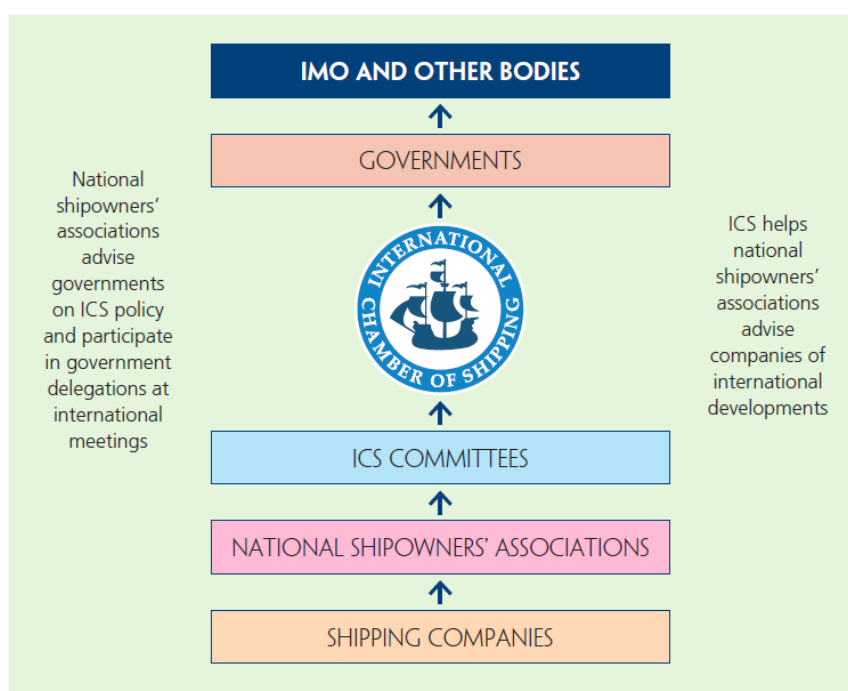 IMO AND OTHER BODIES
GOVERNMENTS
National
shipowners’
associations
advise
governments
on ICS policy
and participate
in government
delegations at
international
meetings
INTERNATIONAL
CHAMBER OF SHIPPING
ICS helps
national
shipowners’
associations
advise
companies of
international
developments
ICS COMMITTEES
NATIONAL SHIPOWNERS’ ASSOCIATIONS
SHIPPING COMPANIES